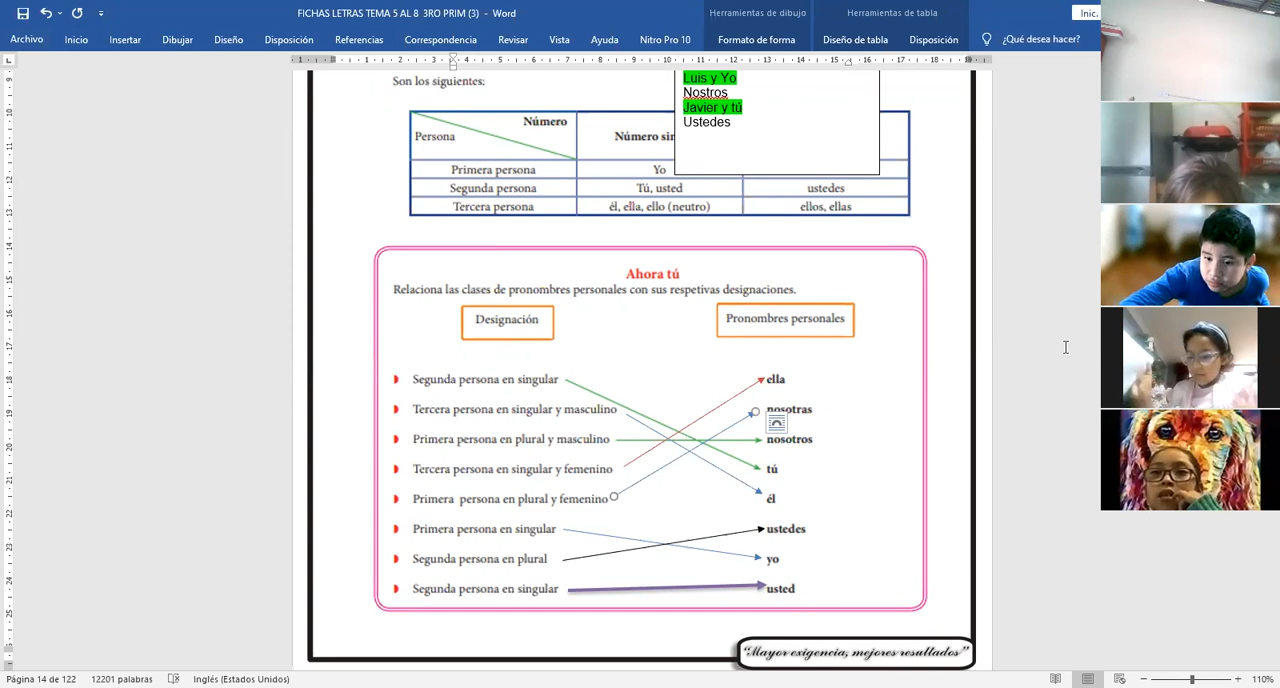 FICHAS LETRAS TEMA 5 AL 8 3RO PRIM (3) - Word
Herramientas de dibujo
Herramientas de tabla
Inic.
Archivo
Inicio
Insertar
Dibujar
Diseño
Disposición
Referencias
Correspondencia
Revisar
Vista
Ayuda
Nitro Pro 10
Formato de forma
Diseño de tabla
Disposición
¿Qué desea hacer?
Son los siguientes:
Luis y Yo
Nostros
Javier y tú
Ustedes
Número
Persona
Número sin
Primera persona
Yo
Segunda persona
Tú, usted
ustedes
Tercera persona
él, ella, ello (neutro)
ellos, ellas
Ahora tú
Relaciona las clases de pronombres personales con sus respetivas designaciones.
Designación
Pronombres personales
Segunda persona en singular
ella
Tercera persona en singular y masculino
nosotras
Primera persona en plural y masculino
nosotros
Tercera persona en singular y femenino
tú
Primera persona en plural y femenino
él
Primera persona en singular
ustedes
Segunda persona en plural
yo
Segunda persona en singular
usted
"Mayor exigencia; mejores resultados"
Página 14 de 122
12201 palabras
Inglés (Estados Unidos)
110%